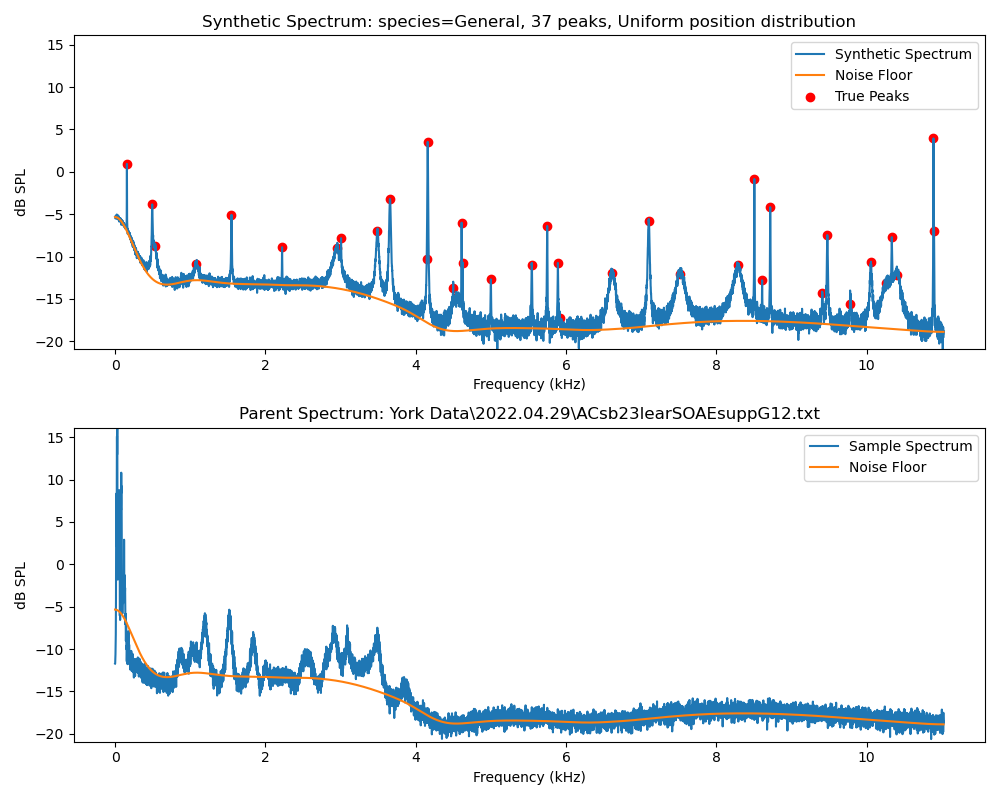 Synthetic Spectrum: species=General, 37 peaks, Uniform position distribution
15
10
5
0
−5
−10
−15
−20
dB SPL
Synthetic Spectrum
Noise Floor
True Peaks
0
2
4
6
8
10
Frequency (kHz)
Parent Spectrum: York Data\2022.04.29\ACsb23learSOAEsuppG12.txt
15
10
5
0
−5
−10
−15
−20
dB SPL
Sample Spectrum
Noise Floor
0
2
4
6
8
10
Frequency (kHz)